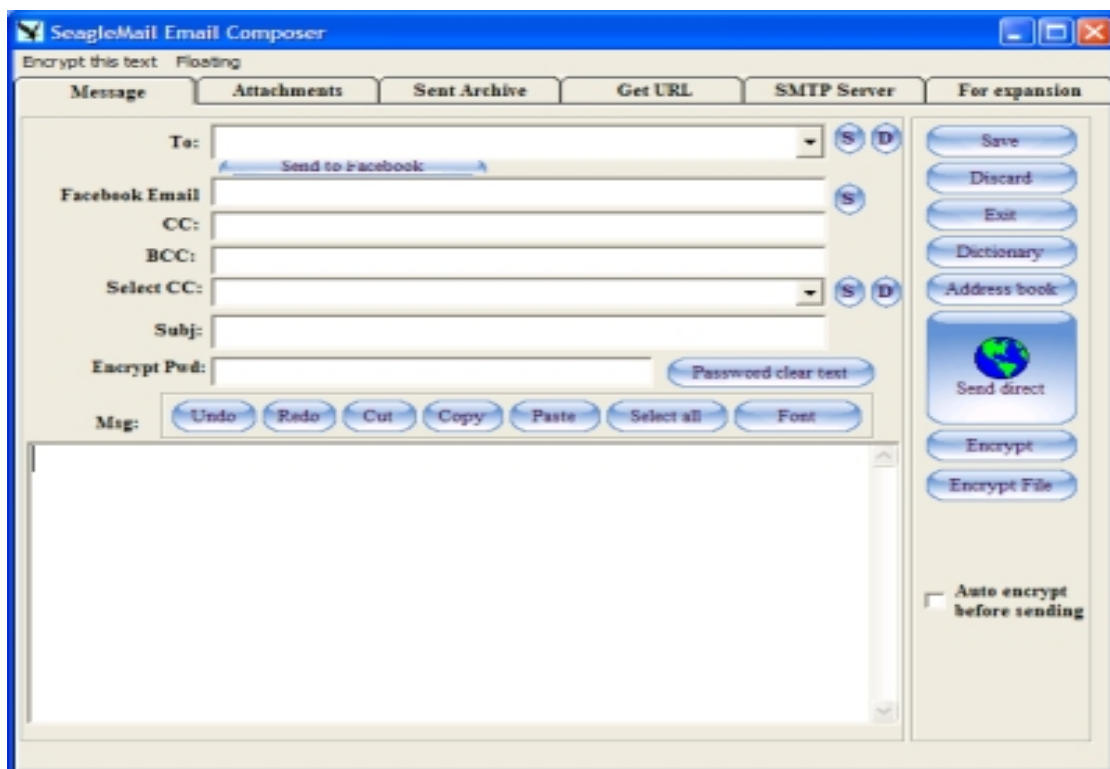 SeagleMail Email Composer
Encrypt this text Floating
Message Attachments Sent Archive Get URL SMTP Server For expansion
To: S D
Send to Facebook
Facebook Email S
CC:
BCC:
Select CC: S D
Subj:
Encrypt Pwd: Password clear text
Msg: Undo Redo Cut Copy Paste Select all Font
Save
Discard
Exit
Dictionary
Address book
Send direct
Encrypt
Encrypt File
Auto encrypt
before sending